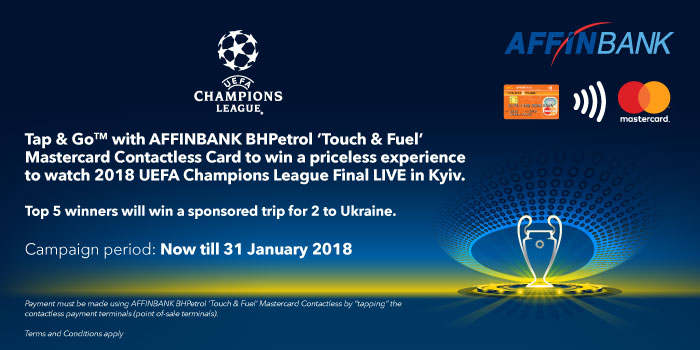 AFFINBANK
UEFA
CHAMPIONS
LEAGUE®
mastercard.
Tap & Go™ with AFFINBANK BHPetrol ‘Touch & Fuel’
Mastercard Contactless Card to win a priceless experience
to watch 2018 UEFA Champions League Final LIVE in Kyiv.
Top 5 winners will win a sponsored trip for 2 to Ukraine.
Campaign period: Now till 31 January 2018
Payment must be made using AFFINBANK BHPetrol ‘Touch & Fuel’ Mastercard Contactless by “tapping” the
contactless payment terminals (point of-sale terminals).
Terms and Conditions apply